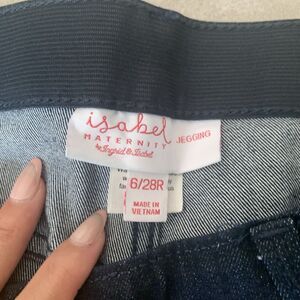 isabel
MATERNITY
by Ingrid & Isabel
JEGGING
6/28R
MADE IN
VIETNAM